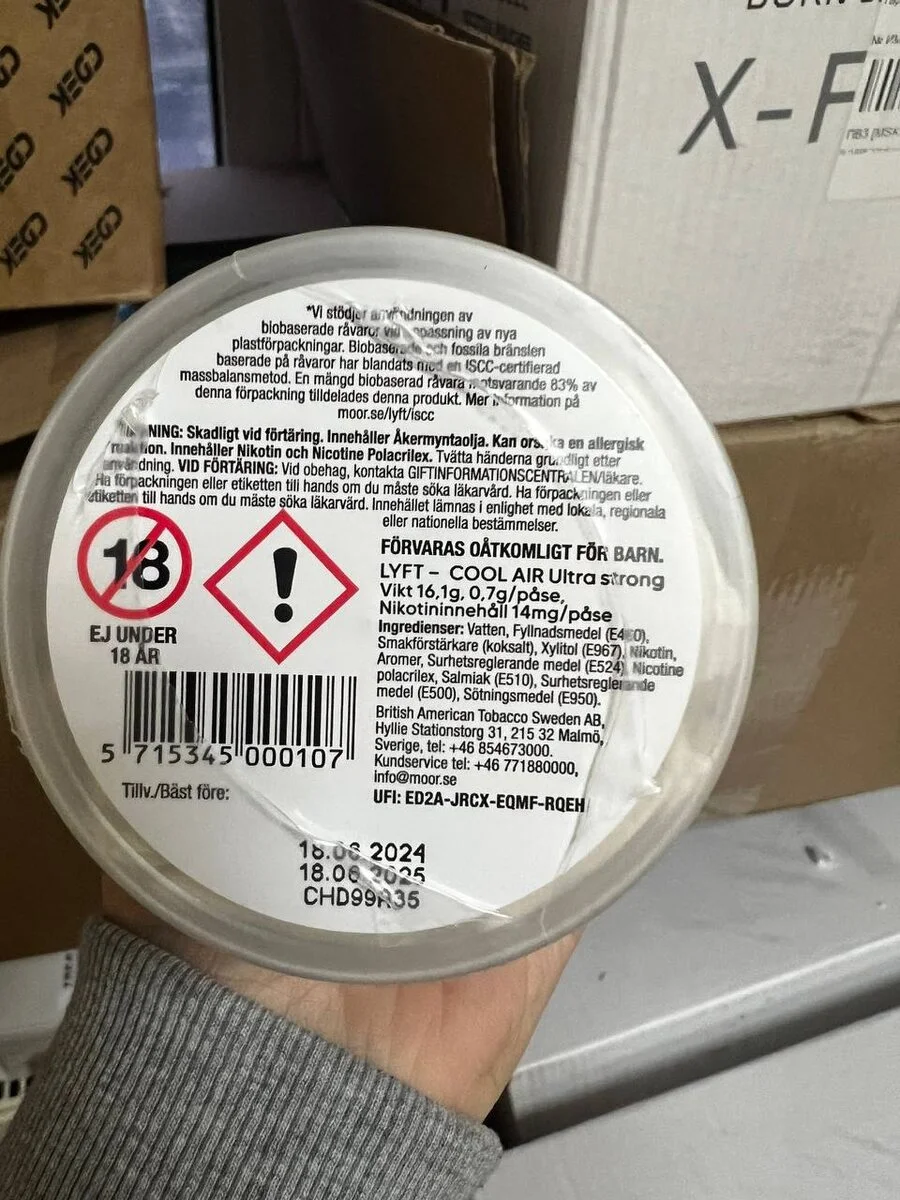 CDEK
CDEK
CDEK
CDEK
CDEK
CDEK
X-F
*Vi stödjer användningen av
biobaserade råvaror vid anpassning av nya
plastförpackningar. Biobaserade och fossila bränslen
baserade på råvaror har blandats med en ISCC-certifierad
massbalansmetod. En mängd biobaserad råvara motsvarande 83% av
denna förpackning tilldelades denna produkt. Mer information på
moor.se/lyft/iscc
NING: Skadligt vid förtäring. Innehåller Åkermyntaolja. Kan orsaka en allergisk
reaktion. Innehåller Nikotin och Nicotine Polacrilex. Tvätta händerna grundligt efter
användning. VID FÖRTÄRING: Vid obehag, kontakta GIFTINFORMATIONSCENTRALEN/läkare.
Ha förpackningen eller etiketten till hands om du måste söka läkarvård. Ha förpackningen eller
etiketten till hands om du måste söka läkarvård. Innehållet lämnas i enlighet med lokala, regionala
eller nationella bestämmelser.
18
EJ UNDER
18 ÅR
FÖRVARAS OÅTKOMLIGT FÖR BARN.
LYFT – COOL AIR Ultra strong
Vikt 16,1g, 0,7g/påse,
Nikotininnehåll 14mg/påse
Ingredienser: Vatten, Fyllnadsmedel (E460),
Smakförstärkare (koksalt), Xylitol (E967), Nikotin,
Aromer, Surhetsreglerande medel (E524), Nicotine
polacrilex, Salmiak (E510), Surhetsreglerande
medel (E500), Sötningsmedel (E950).
British American Tobacco Sweden AB,
Hyllie Stationstorg 31, 215 32 Malmö,
Sverige, tel: +46 854673000.
Kundservice tel: +46 771880000,
info@moor.se
UFI: ED2A-JRCX-EQMF-RQEH
5 715345 000107
Tillv./Bäst före:
18.06 2024
18.06 2025
CHD99A35